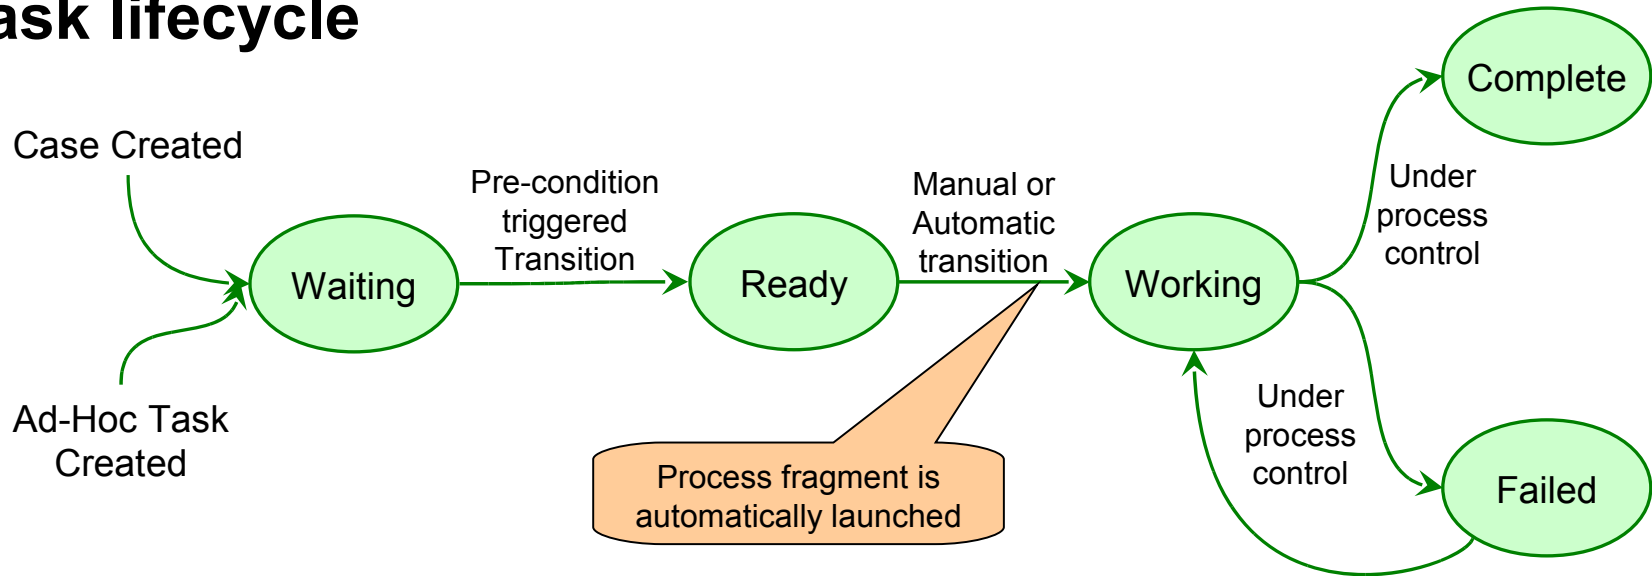 ask lifecycle
Case Created
Ad-Hoc Task
Created
Waiting
Pre-condition
triggered
Transition
Ready
Manual or
Automatic
transition
Process fragment is
automatically launched
Working
Under
process
control
Complete
Under
process
control
Failed